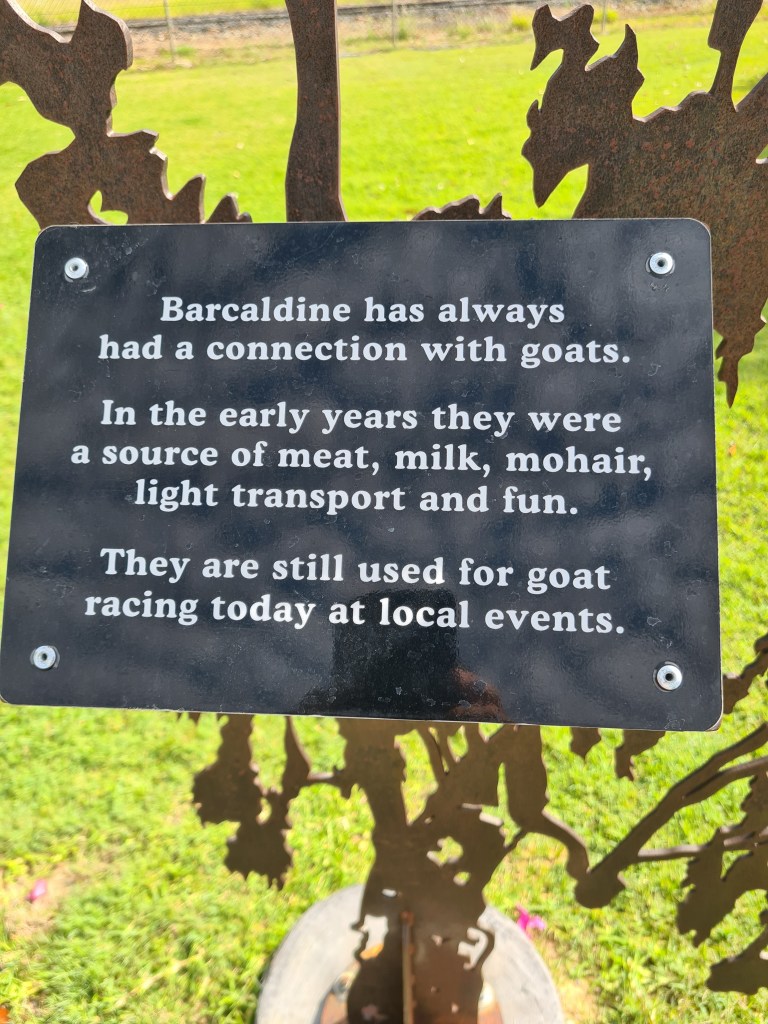 Barcaldine has always
had a connection with goats.
In the early years they were
a source of meat, milk, mohair,
light transport and fun.
They are still used for goat
racing today at local events.